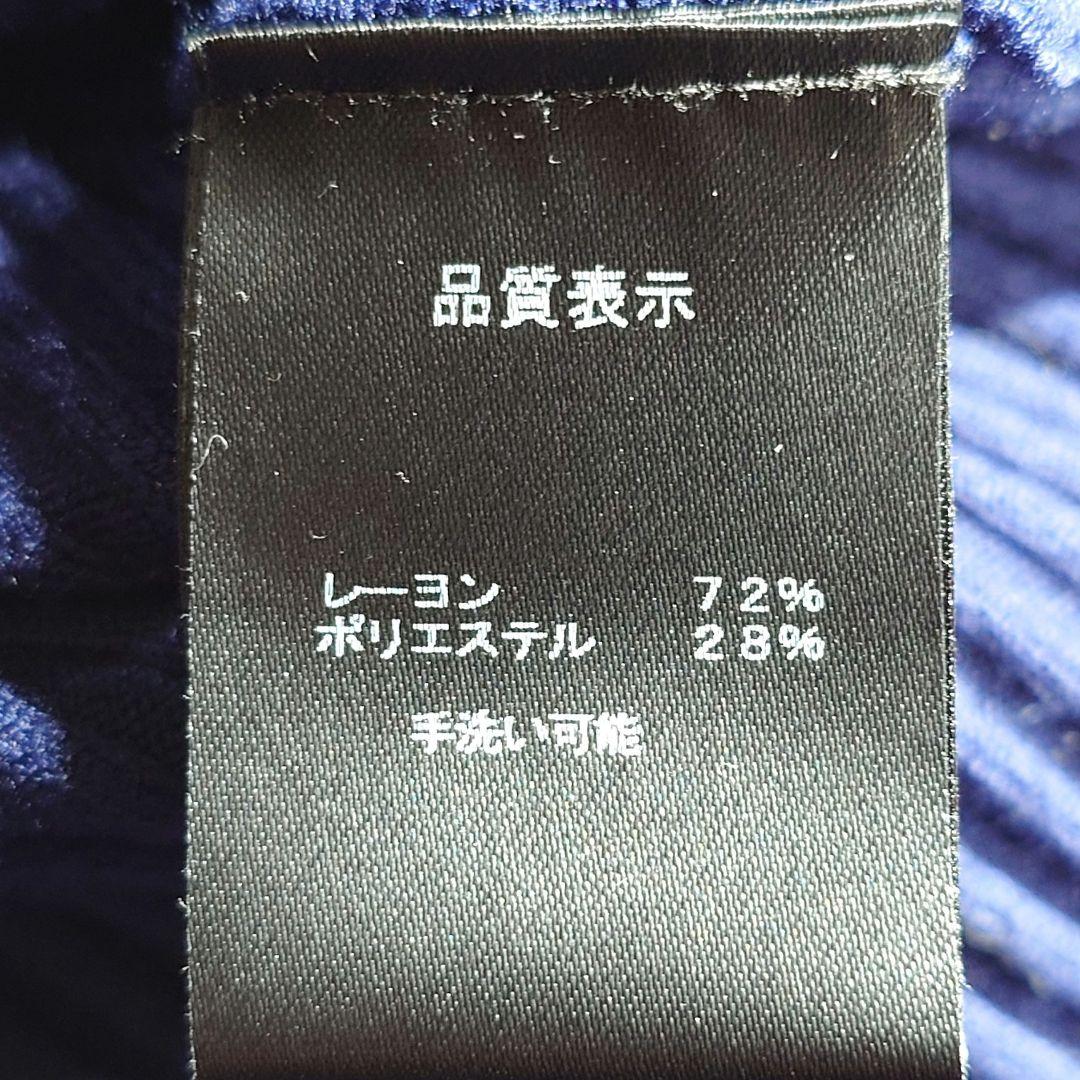 品質表示
レーヨン ７２％
ポリエステル ２８％
手洗い可能